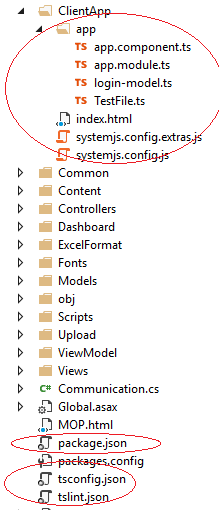 ClientApp
app
TS app.component.ts
TS app.module.ts
TS login-model.ts
TS TestFile.ts
index.html
systemjs.config.extras.js
systemjs.config.js
Common
Content
Controllers
Dashboard
ExcelFormat
Fonts
Models
obj
Scripts
Upload
ViewModel
Views
C# Communication.cs
Global.asax
MOP.html
package.json
packages.config
tsconfig.json
tslint.json